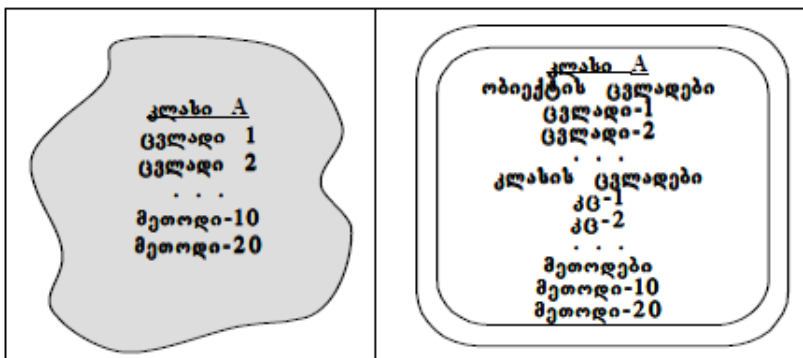 კლასი A
ცვლადი 1
ცვლადი 2
. . .
მეთოდი-10
მეთოდი-20
კლასი A
ობიექტის ცვლადები
ცვლადი-1
ცვლადი-2
. . .
კლასის ცვლადები
კც-1
კც-2
. . .
მეთოდები
მეთოდი-10
მეთოდი-20